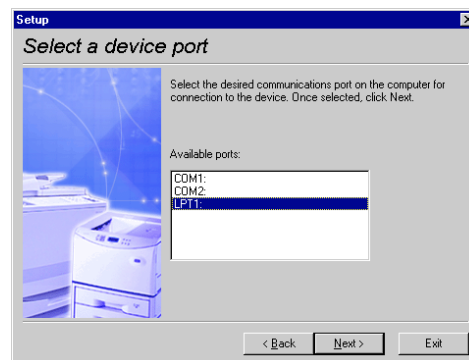 Setup
Select a device port
Select the desired communications port on the computer for
connection to the device. Once selected, click Next.
Available ports:
COM1:
COM2:
LPT1:
< Back
Next >
Exit